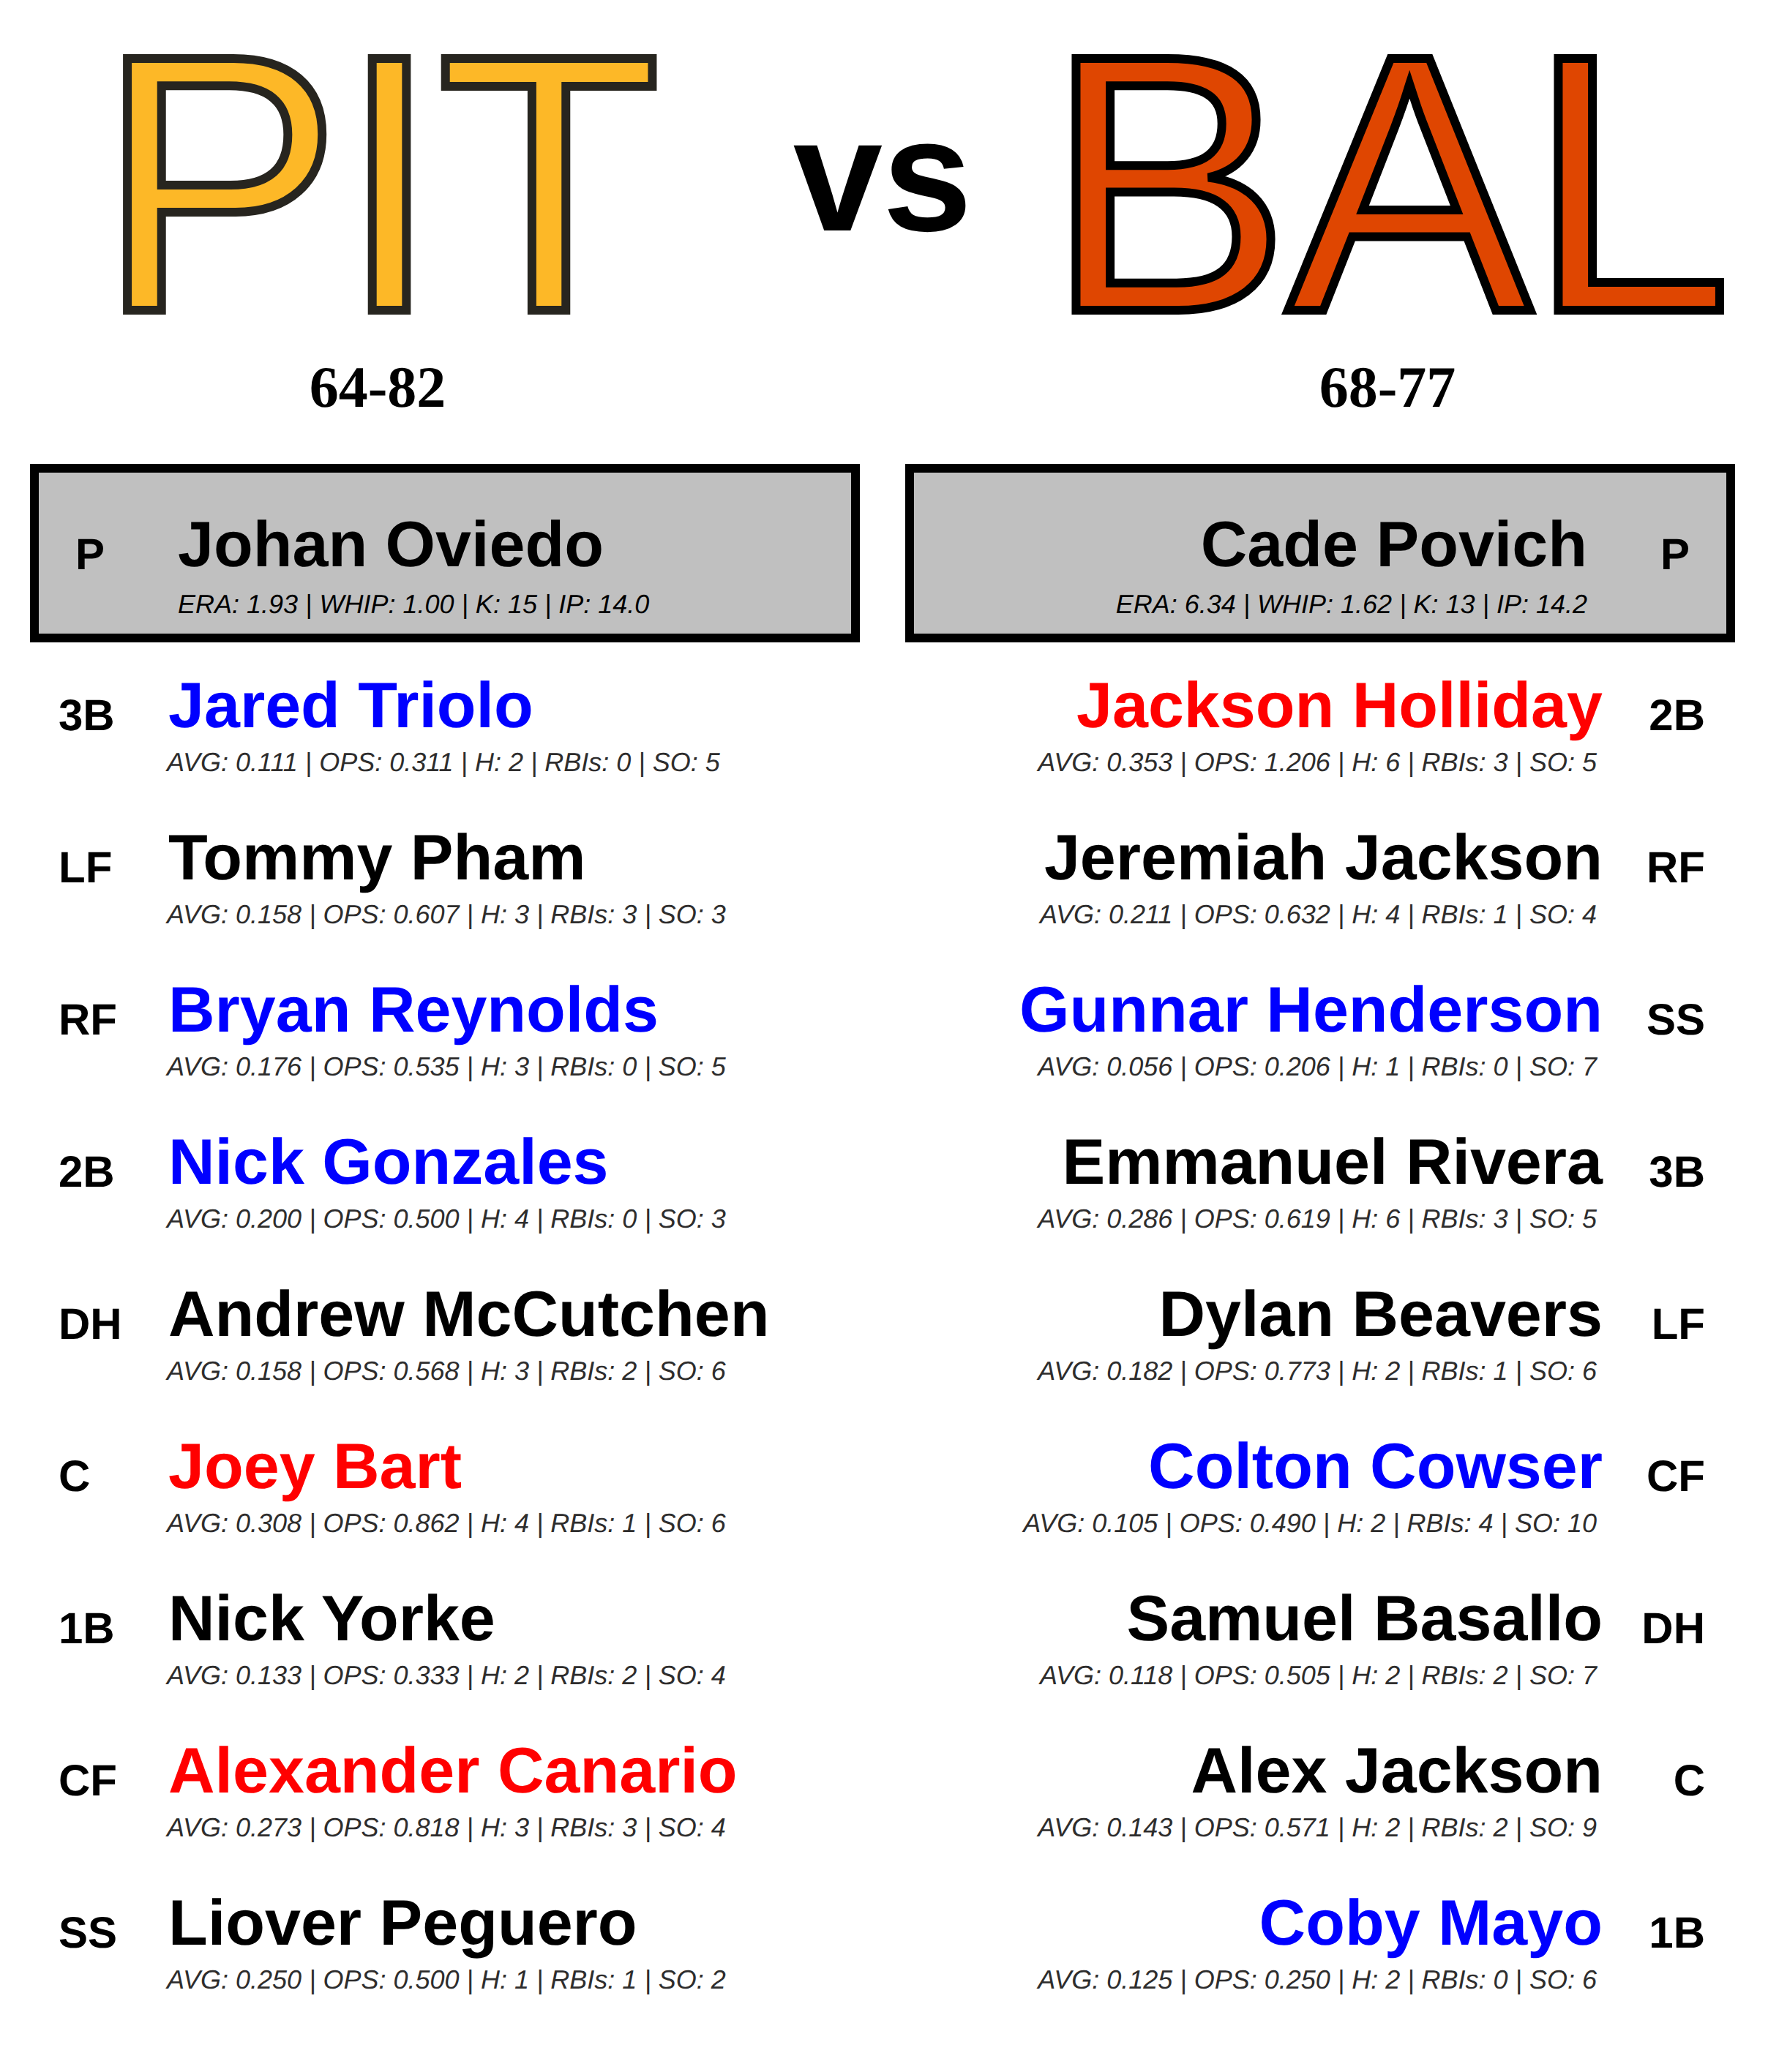 PIT vs BAL
64-82
68-77
P Johan Oviedo
ERA: 1.93 | WHIP: 1.00 | K: 15 | IP: 14.0
Cade Povich P
ERA: 6.34 | WHIP: 1.62 | K: 13 | IP: 14.2
3B Jared Triolo
AVG: 0.111 | OPS: 0.311 | H: 2 | RBIs: 0 | SO: 5
LF Tommy Pham
AVG: 0.158 | OPS: 0.607 | H: 3 | RBIs: 3 | SO: 3
RF Bryan Reynolds
AVG: 0.176 | OPS: 0.535 | H: 3 | RBIs: 0 | SO: 5
2B Nick Gonzales
AVG: 0.200 | OPS: 0.500 | H: 4 | RBIs: 0 | SO: 3
DH Andrew McCutchen
AVG: 0.158 | OPS: 0.568 | H: 3 | RBIs: 2 | SO: 6
C Joey Bart
AVG: 0.308 | OPS: 0.862 | H: 4 | RBIs: 1 | SO: 6
1B Nick Yorke
AVG: 0.133 | OPS: 0.333 | H: 2 | RBIs: 2 | SO: 4
CF Alexander Canario
AVG: 0.273 | OPS: 0.818 | H: 3 | RBIs: 3 | SO: 4
SS Liover Peguero
AVG: 0.250 | OPS: 0.500 | H: 1 | RBIs: 1 | SO: 2
Jackson Holliday 2B
AVG: 0.353 | OPS: 1.206 | H: 6 | RBIs: 3 | SO: 5
Jeremiah Jackson RF
AVG: 0.211 | OPS: 0.632 | H: 4 | RBIs: 1 | SO: 4
Gunnar Henderson SS
AVG: 0.056 | OPS: 0.206 | H: 1 | RBIs: 0 | SO: 7
Emmanuel Rivera 3B
AVG: 0.286 | OPS: 0.619 | H: 6 | RBIs: 3 | SO: 5
Dylan Beavers LF
AVG: 0.182 | OPS: 0.773 | H: 2 | RBIs: 1 | SO: 6
Colton Cowser CF
AVG: 0.105 | OPS: 0.490 | H: 2 | RBIs: 4 | SO: 10
Samuel Basallo DH
AVG: 0.118 | OPS: 0.505 | H: 2 | RBIs: 2 | SO: 7
Alex Jackson C
AVG: 0.143 | OPS: 0.571 | H: 2 | RBIs: 2 | SO: 9
Coby Mayo 1B
AVG: 0.125 | OPS: 0.250 | H: 2 | RBIs: 0 | SO: 6